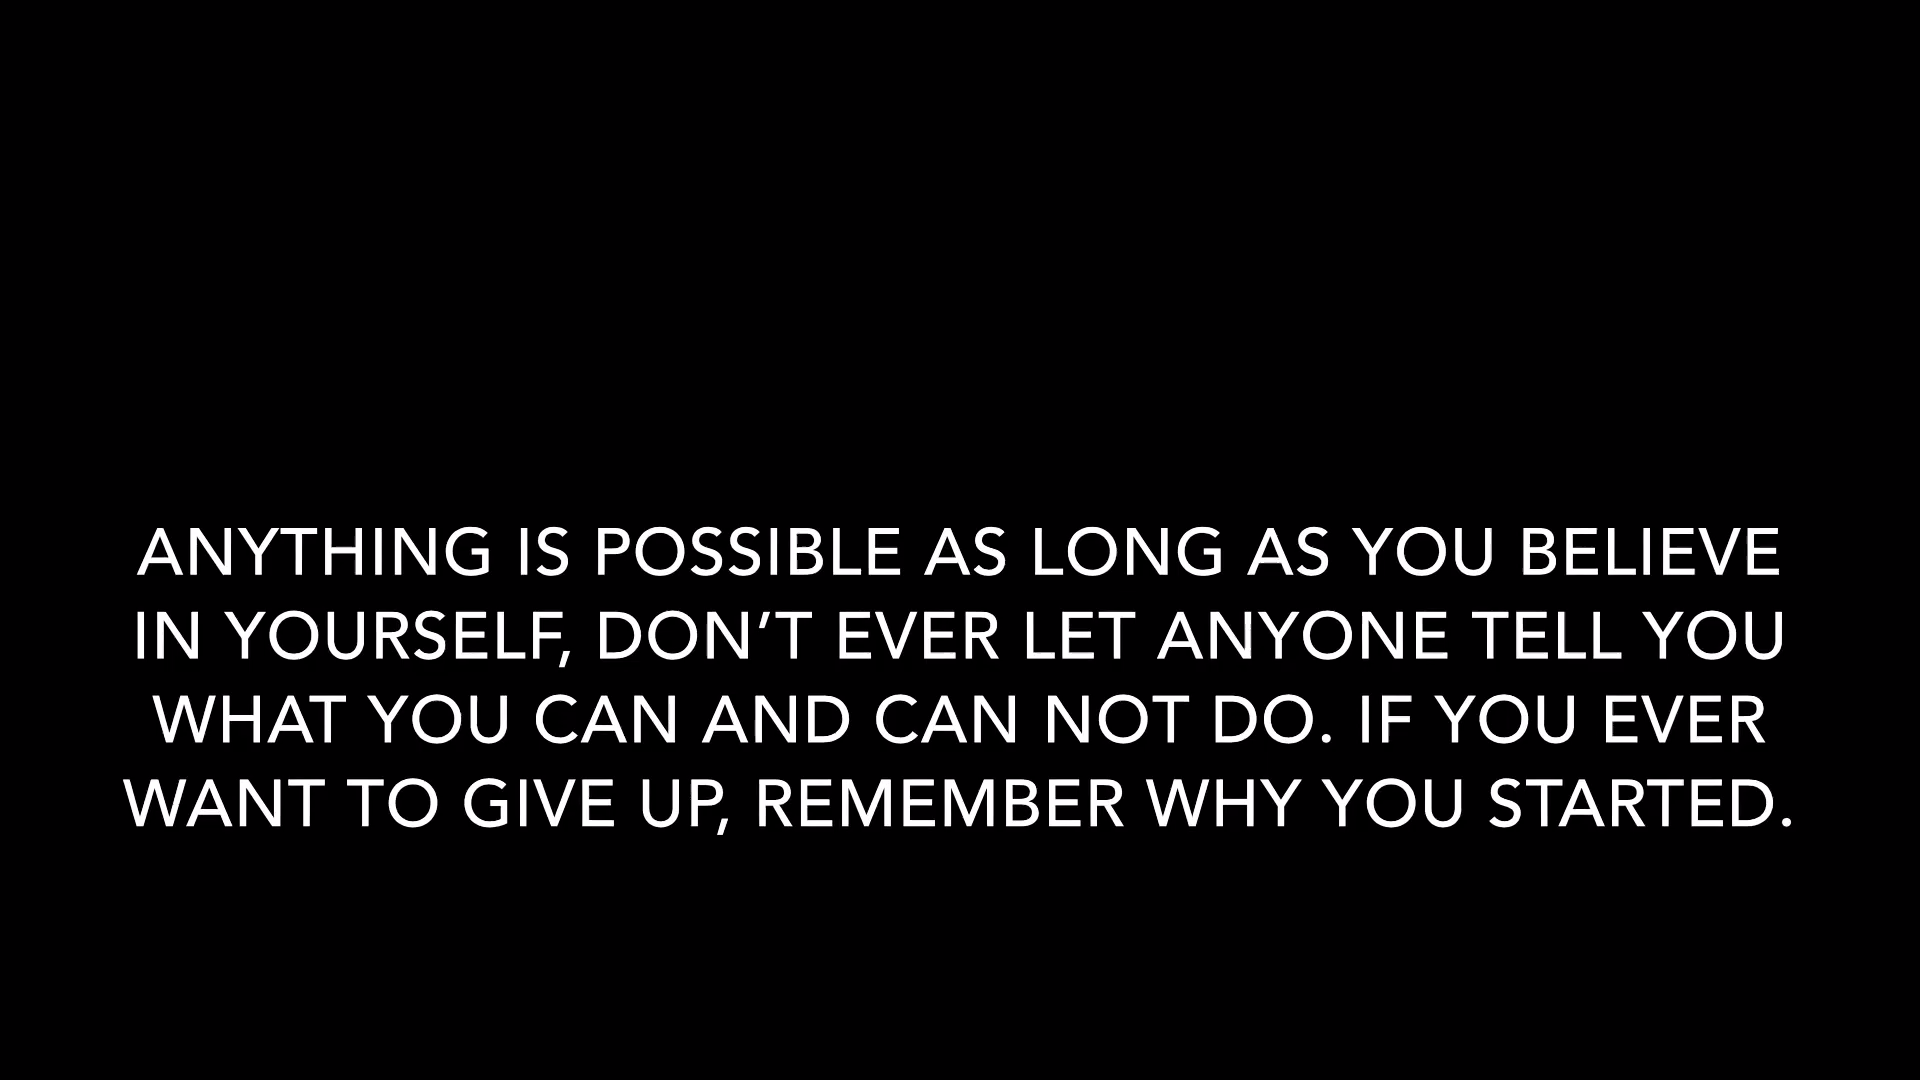 ANYTHING IS POSSIBLE AS LONG AS YOU BELIEVE
IN YOURSELF, DON’T EVER LET ANYONE TELL YOU
WHAT YOU CAN AND CAN NOT DO. IF YOU EVER
WANT TO GIVE UP, REMEMBER WHY YOU STARTED.